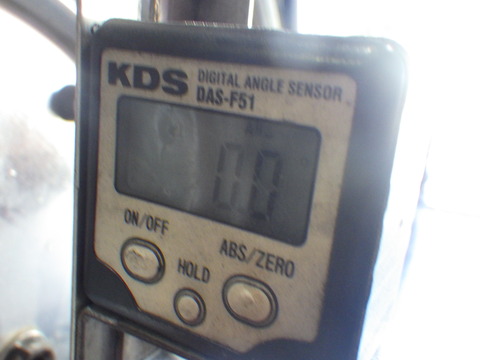 KDS DIGITAL ANGLE SENSOR
DAS-F51
0.0
ON/OFF
HOLD
ABS/ZERO